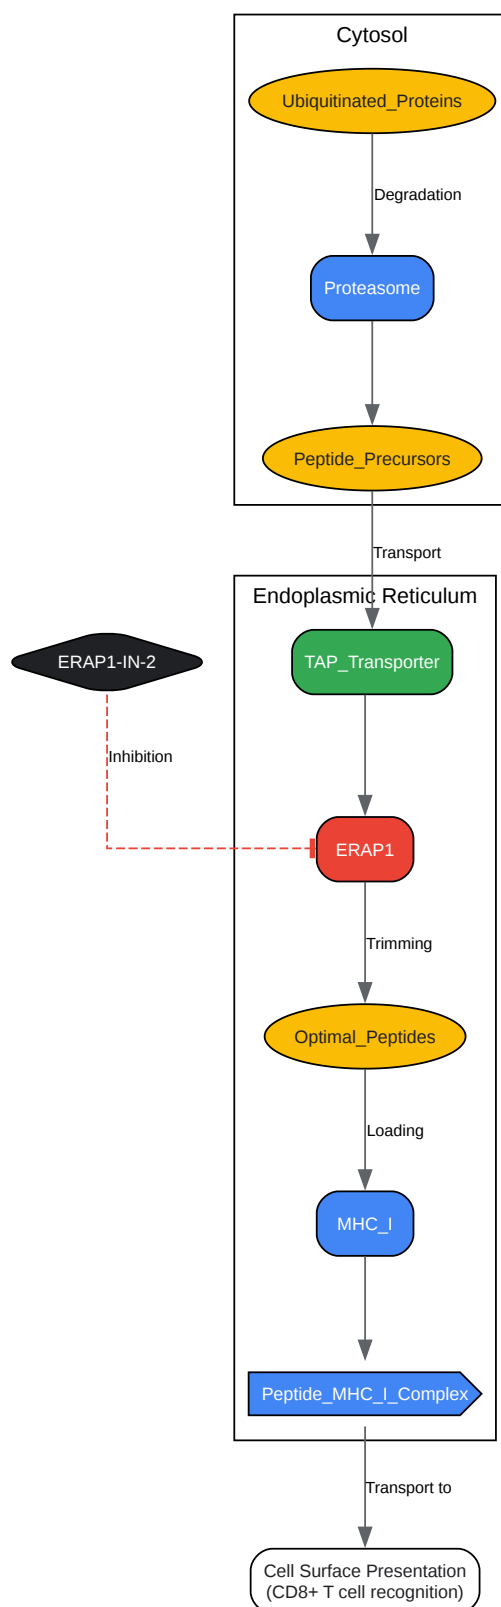 Cytosol
Ubiquitinated_Proteins
Degradation
Proteasome
Peptide_Precursors
Transport
Endoplasmic Reticulum
ERAP1-IN-2
TAP_Transporter
Inhibition
ERAP1
Trimming
Optimal_Peptides
Loading
MHC_I
Peptide_MHC_I_Complex
Transport to
Cell Surface Presentation
(CD8+ T cell recognition)